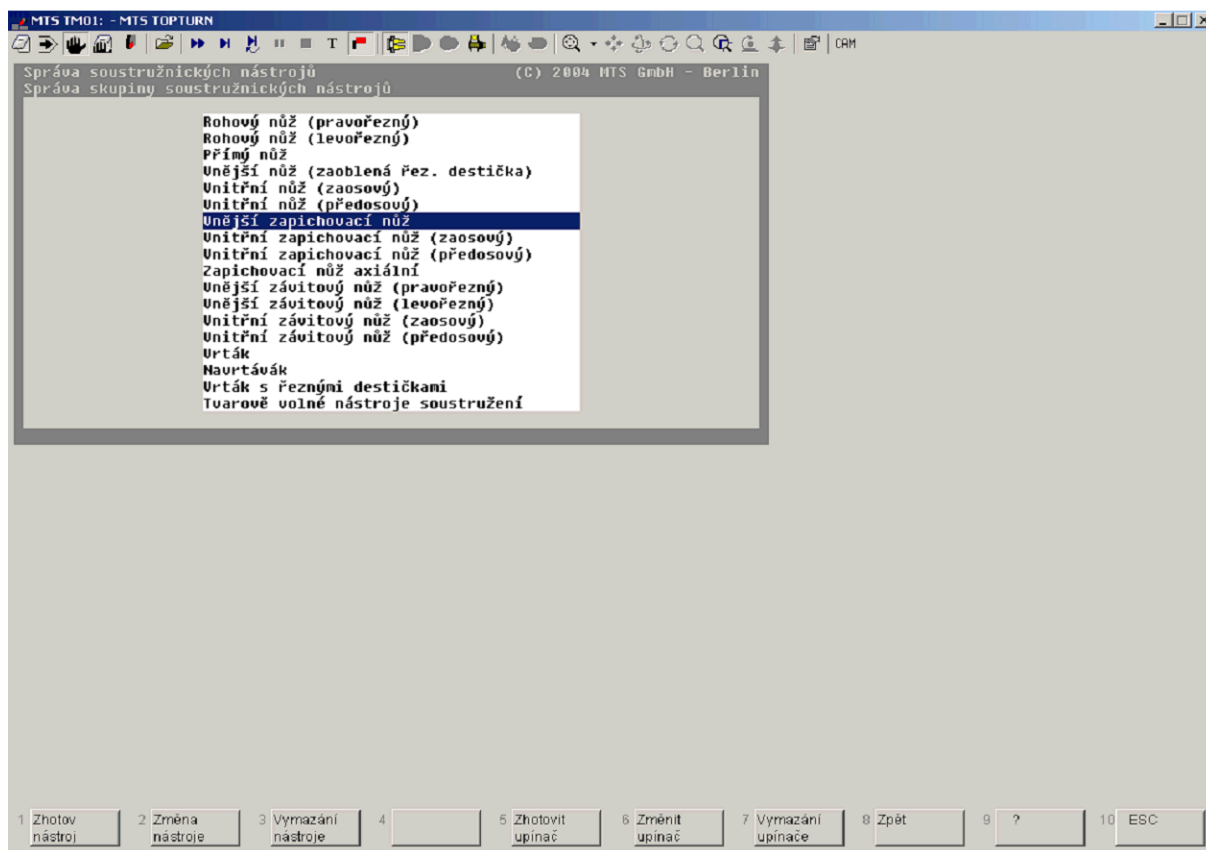 MTS TM01: - MTS TOPTURN
T CAM
Správa soustružnických nástrojů (C) 2004 MTS GmbH - Berlin
Správa skupiny soustružnických nástrojů
Rohový nůž (pravořezný)
Rohový nůž (levořezný)
Přímý nůž
Vnější nůž (zaoblená řez. destička)
Vnitřní nůž (zaosový)
Vnitřní nůž (předosový)
Vnější zapichovací nůž
Vnitřní zapichovací nůž (zaosový)
Vnitřní zapichovací nůž (předosový)
Zapichovací nůž axiální
Vnější závitový nůž (pravořezný)
Vnější závitový nůž (levořezný)
Vnitřní závitový nůž (zaosový)
Vnitřní závitový nůž (předosový)
Vrták
Navrtávák
Vrták s řeznými destičkami
Tvarově volné nástroje soustružení
1 Zhotov nástroj
2 Změna nástroje
3 Vymazání nástroje
4
5 Zhotovit upínač
6 Změnit upínač
7 Vymazání upínače
8 Zpět
9 ?
10 ESC